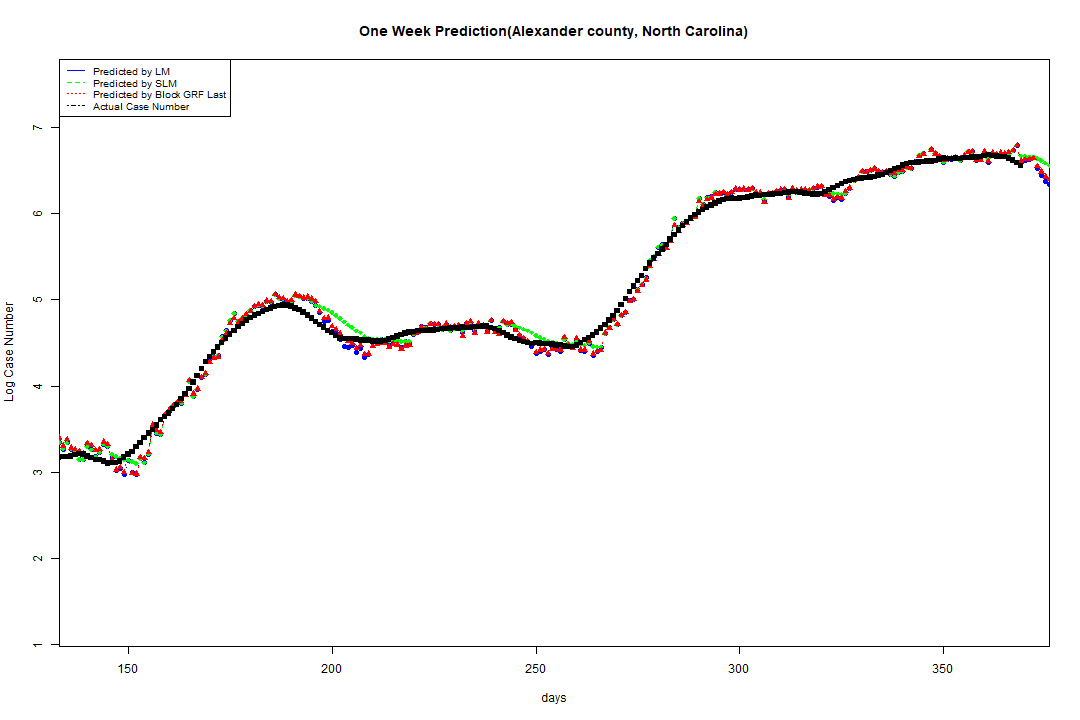 One Week Prediction(Alexander county, North Carolina)
Predicted by LM
Predicted by SLM
Predicted by Block GRF Last
Actual Case Number
Log Case Number
7
6
5
4
3
2
1
150 200 250 300 350
days